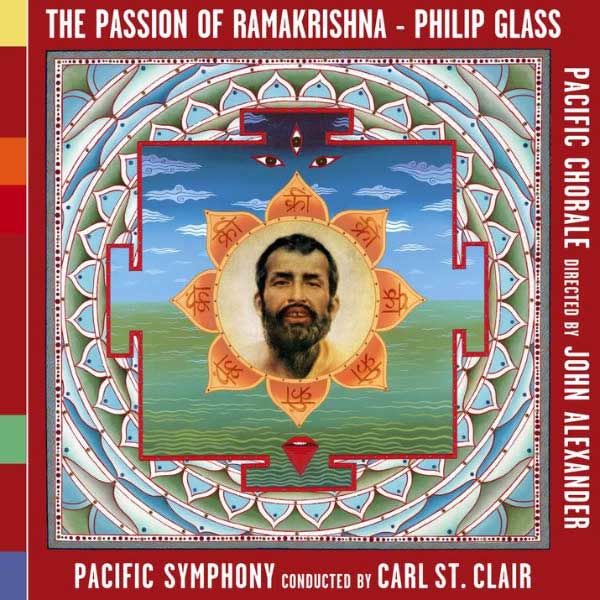 THE PASSION OF RAMAKRISHNA - PHILIP GLASS
PACIFIC CHORALE DIRECTED BY JOHN ALEXANDER
PACIFIC SYMPHONY CONDUCTED BY CARL ST. CLAIR